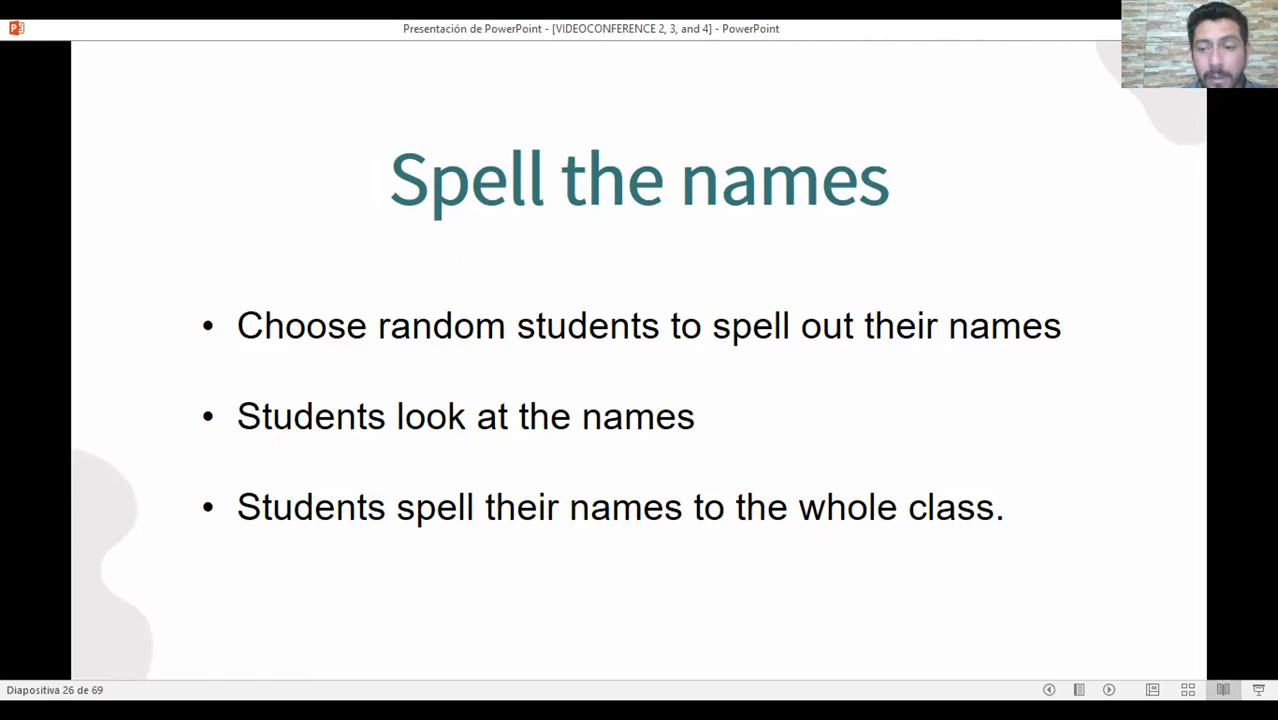 Presentación de PowerPoint - [VIDEOCONFERENCE 2, 3, and 4] - PowerPoint
Spell the names
• Choose random students to spell out their names
• Students look at the names
• Students spell their names to the whole class.
Diapositiva 26 de 69